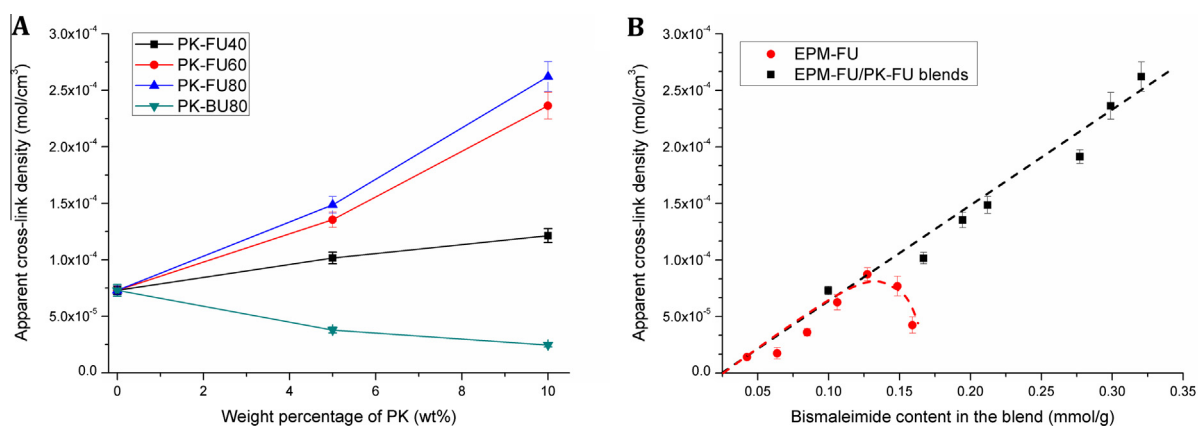 A
PK-FU40
PK-FU60
PK-FU80
PK-BU80
3.0x10⁻⁴
2.5x10⁻⁴
2.0x10⁻⁴
1.5x10⁻⁴
1.0x10⁻⁴
5.0x10⁻⁵
0.0
Apparent cross-link density (mol/cm³)
0 2 4 6 8 10
Weight percentage of PK (wt%)
B
EPM-FU
EPM-FU/PK-FU blends
3.0x10⁻⁴
2.5x10⁻⁴
2.0x10⁻⁴
1.5x10⁻⁴
1.0x10⁻⁴
5.0x10⁻⁵
0.0
Apparent cross-link density (mol/cm³)
0.05 0.10 0.15 0.20 0.25 0.30 0.35
Bismaleimide content in the blend (mmol/g)